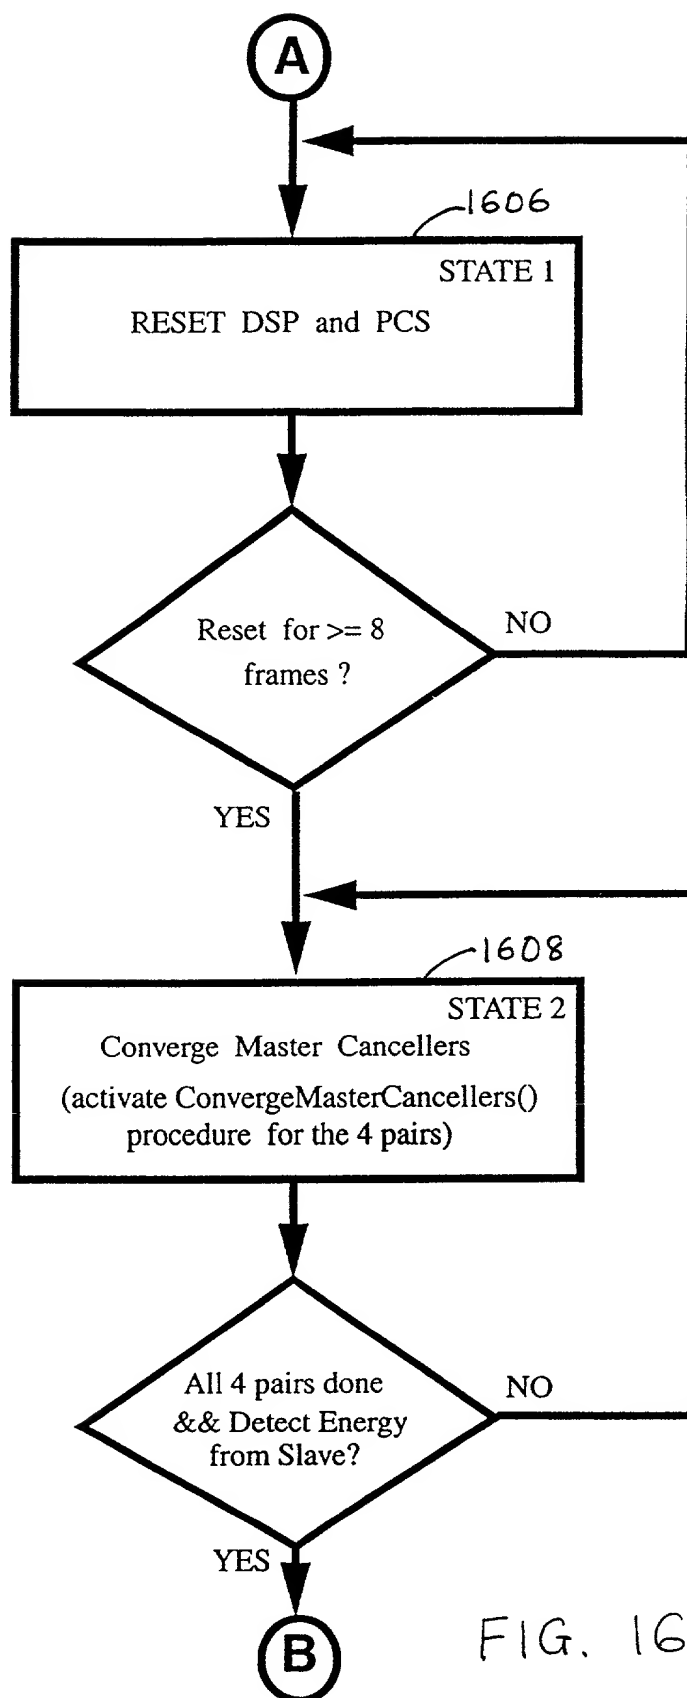 A
1606
STATE 1
RESET DSP and PCS
Reset for >= 8
frames ?
NO
YES
1608
STATE 2
Converge Master Cancellers
(activate ConvergeMasterCancellers()
procedure for the 4 pairs)
All 4 pairs done
&& Detect Energy
from Slave?
NO
YES
B
FIG. 16